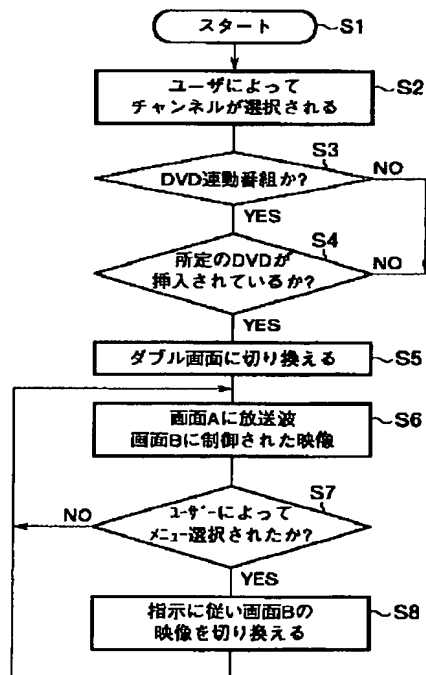 スタート
S1
ユーザによって
チャンネルが選択される
S2
S3
DVD連動番組か?
NO
YES
S4
所定のDVDが
挿入されているか?
NO
YES
ダブル画面に切り換える
S5
画面Aに放送波
画面Bに制御された映像
S6
S7
ユーザーによって
メニュー選択されたか?
NO
YES
指示に従い画面Bの
映像を切り換える
S8